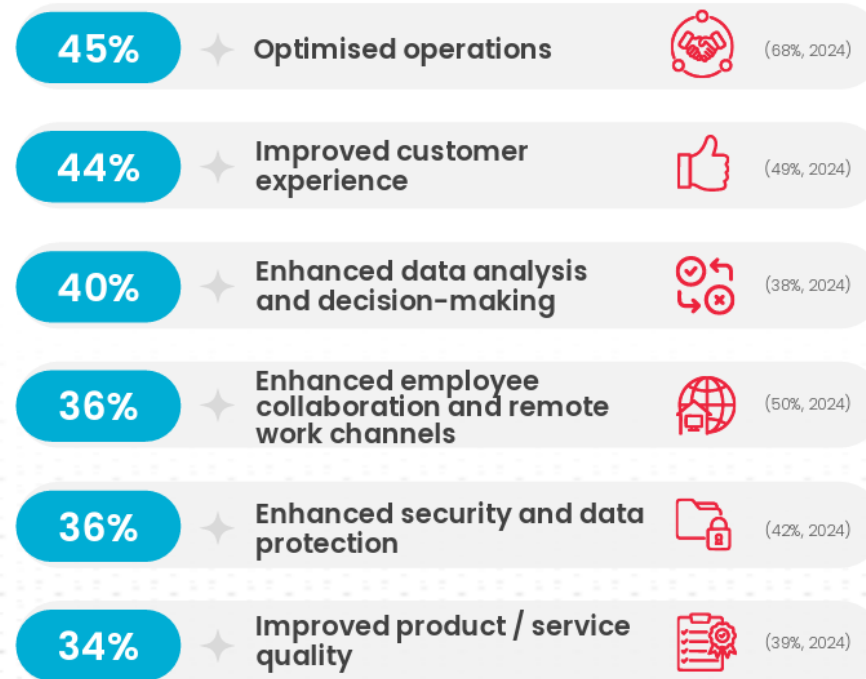 45%
Optimised operations
(68%, 2024)
44%
Improved customer
experience
(49%, 2024)
40%
Enhanced data analysis
and decision-making
(38%, 2024)
36%
Enhanced employee
collaboration and remote
work channels
(50%, 2024)
36%
Enhanced security and data
protection
(42%, 2024)
34%
Improved product / service
quality
(39%, 2024)